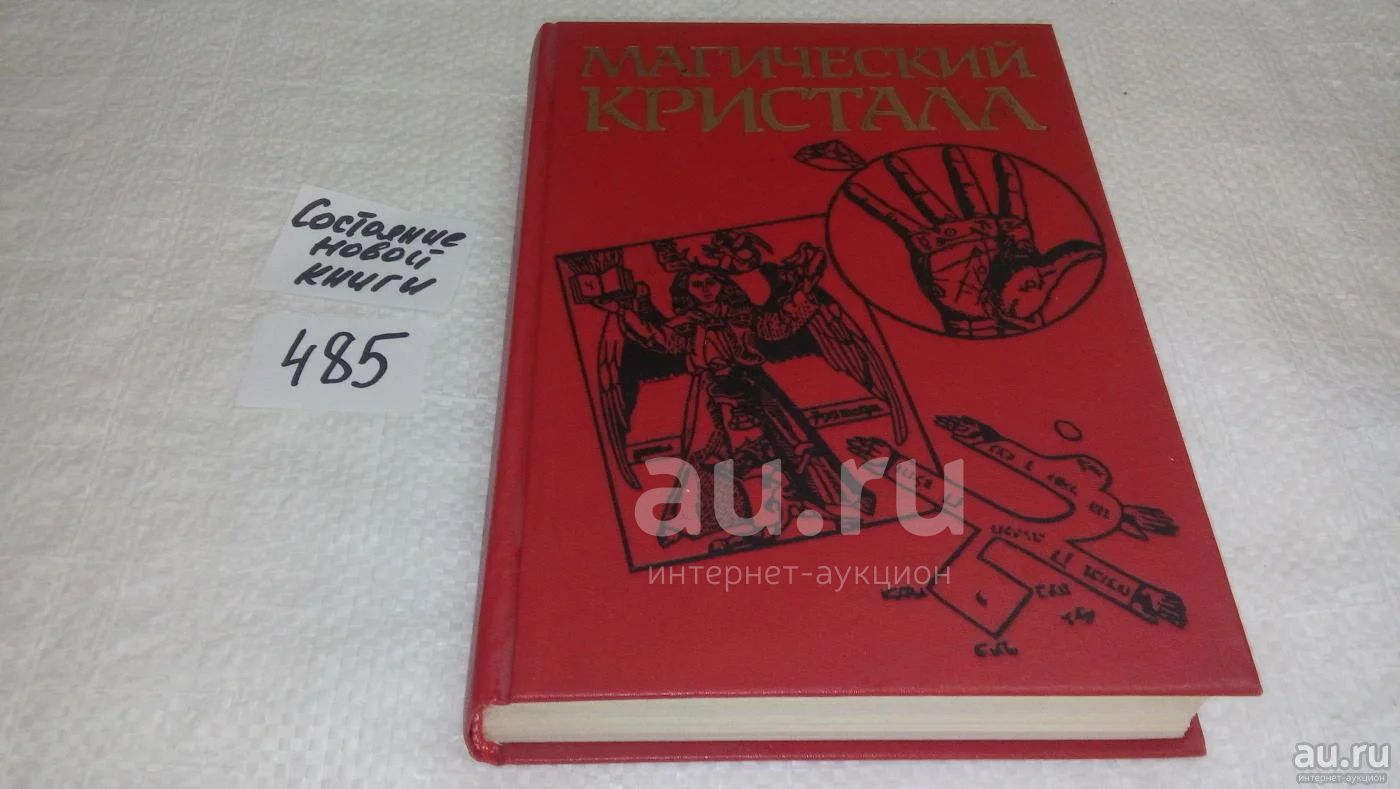 МАГИЧЕСКИЙ
КРИСТАЛЛ
Состояние
новой
книги
485
au.ru
интернет-аукцион
au.ru
интернет-аукцион